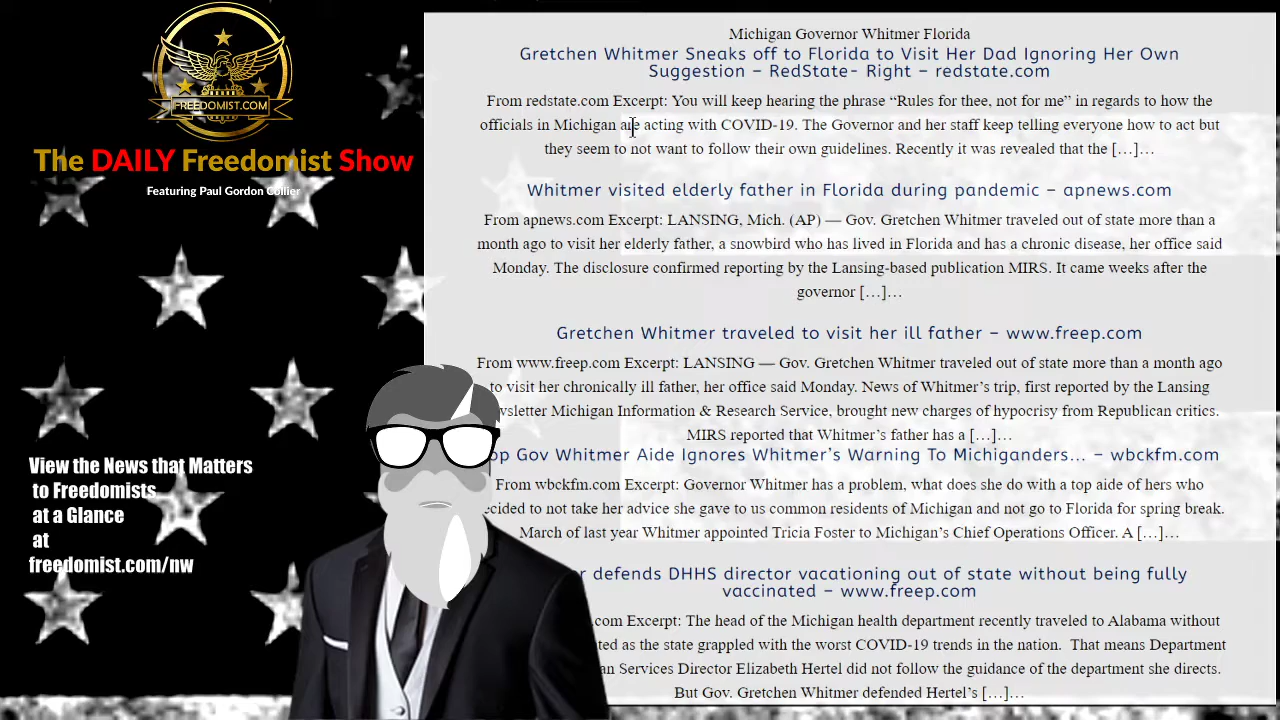 FREEDOMIST.COM
The DAILY Freedomist Show
Featuring Paul Gordon Collier
View the News that Matters
to Freedomists
at a Glance
at
freedomist.com/nw
Michigan Governor Whitmer Florida
Gretchen Whitmer Sneaks off to Florida to Visit Her Dad Ignoring Her Own
Suggestion – RedState- Right – redstate.com
From redstate.com Excerpt: You will keep hearing the phrase “Rules for thee, not for me” in regards to how the
officials in Michigan are acting with COVID-19. The Governor and her staff keep telling everyone how to act but
they seem to not want to follow their own guidelines. Recently it was revealed that the […]…
Whitmer visited elderly father in Florida during pandemic – apnews.com
From apnews.com Excerpt: LANSING, Mich. (AP) — Gov. Gretchen Whitmer traveled out of state more than a
month ago to visit her elderly father, a snowbird who has lived in Florida and has a chronic disease, her office said
Monday. The disclosure confirmed reporting by the Lansing-based publication MIRS. It came weeks after the
governor […]…
Gretchen Whitmer traveled to visit her ill father – www.freep.com
From www.freep.com Excerpt: LANSING — Gov. Gretchen Whitmer traveled out of state more than a month ago
to visit her chronically ill father, her office said Monday. News of Whitmer’s trip, first reported by the Lansing
Michigan Information & Research Service, brought new charges of hypocrisy from Republican critics.
MIRS reported that Whitmer’s father has a […]…
Gov Whitmer Aide Ignores Whitmer’s Warning To Michiganders… – wbckfm.com
From wbckfm.com Excerpt: Governor Whitmer has a problem, what does she do with a top aide of hers who
to not take her advice she gave to us common residents of Michigan and not go to Florida for spring break.
March of last year Whitmer appointed Tricia Foster to Michigan’s Chief Operations Officer. A […]…
defends DHHS director vacationing out of state without being fully
vaccinated – www.freep.com
.com Excerpt: The head of the Michigan health department recently traveled to Alabama without
as the state grappled with the worst COVID-19 trends in the nation. That means Department
Services Director Elizabeth Hertel did not follow the guidance of the department she directs.
But Gov. Gretchen Whitmer defended Hertel’s […]…